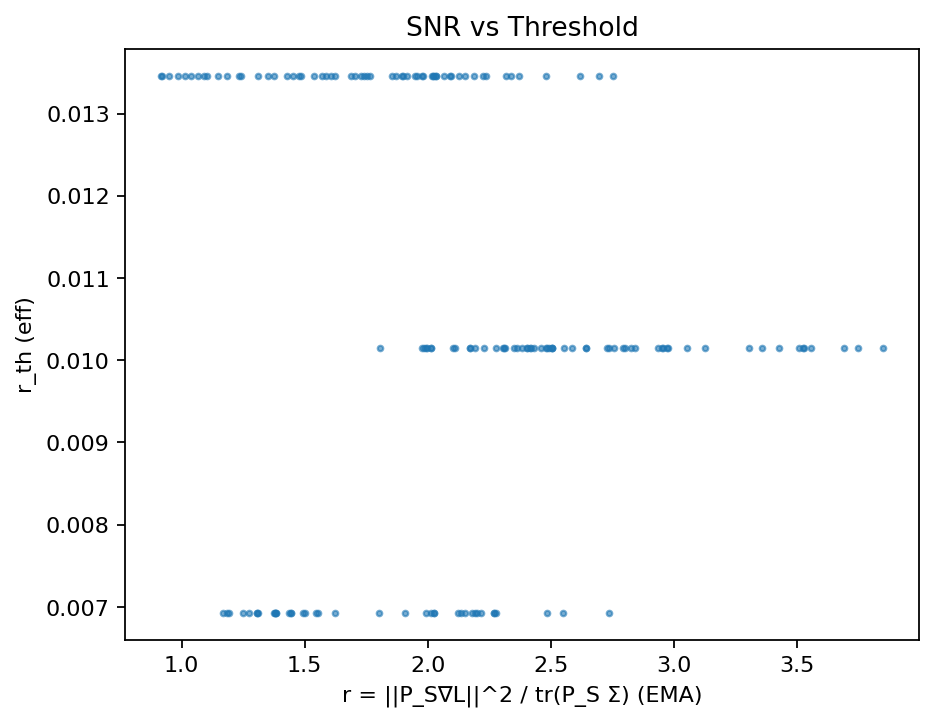 SNR vs Threshold
0.013
0.012
0.011
0.010
0.009
0.008
0.007
r_th (eff)
1.0 1.5 2.0 2.5 3.0 3.5
r = ||P_S∇L||^2 / tr(P_S Σ) (EMA)